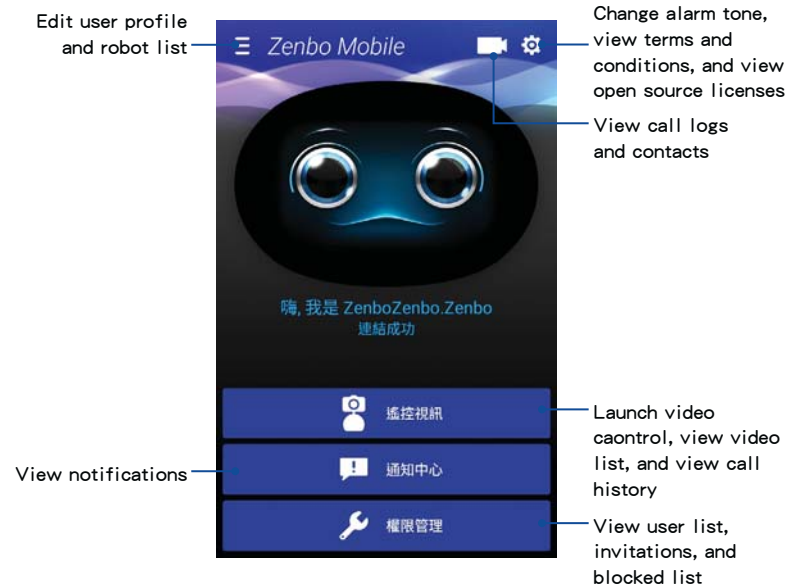 Edit user profile
and robot list
Zenbo Mobile
Change alarm tone,
view terms and
conditions, and view
open source licenses
View call logs
and contacts
嗨, 我是 ZenboZenbo.Zenbo
連結成功
遙控視訊
Launch video
caontrol, view video
list, and view call
history
View notifications
通知中心
權限管理
View user list,
invitations, and
blocked list